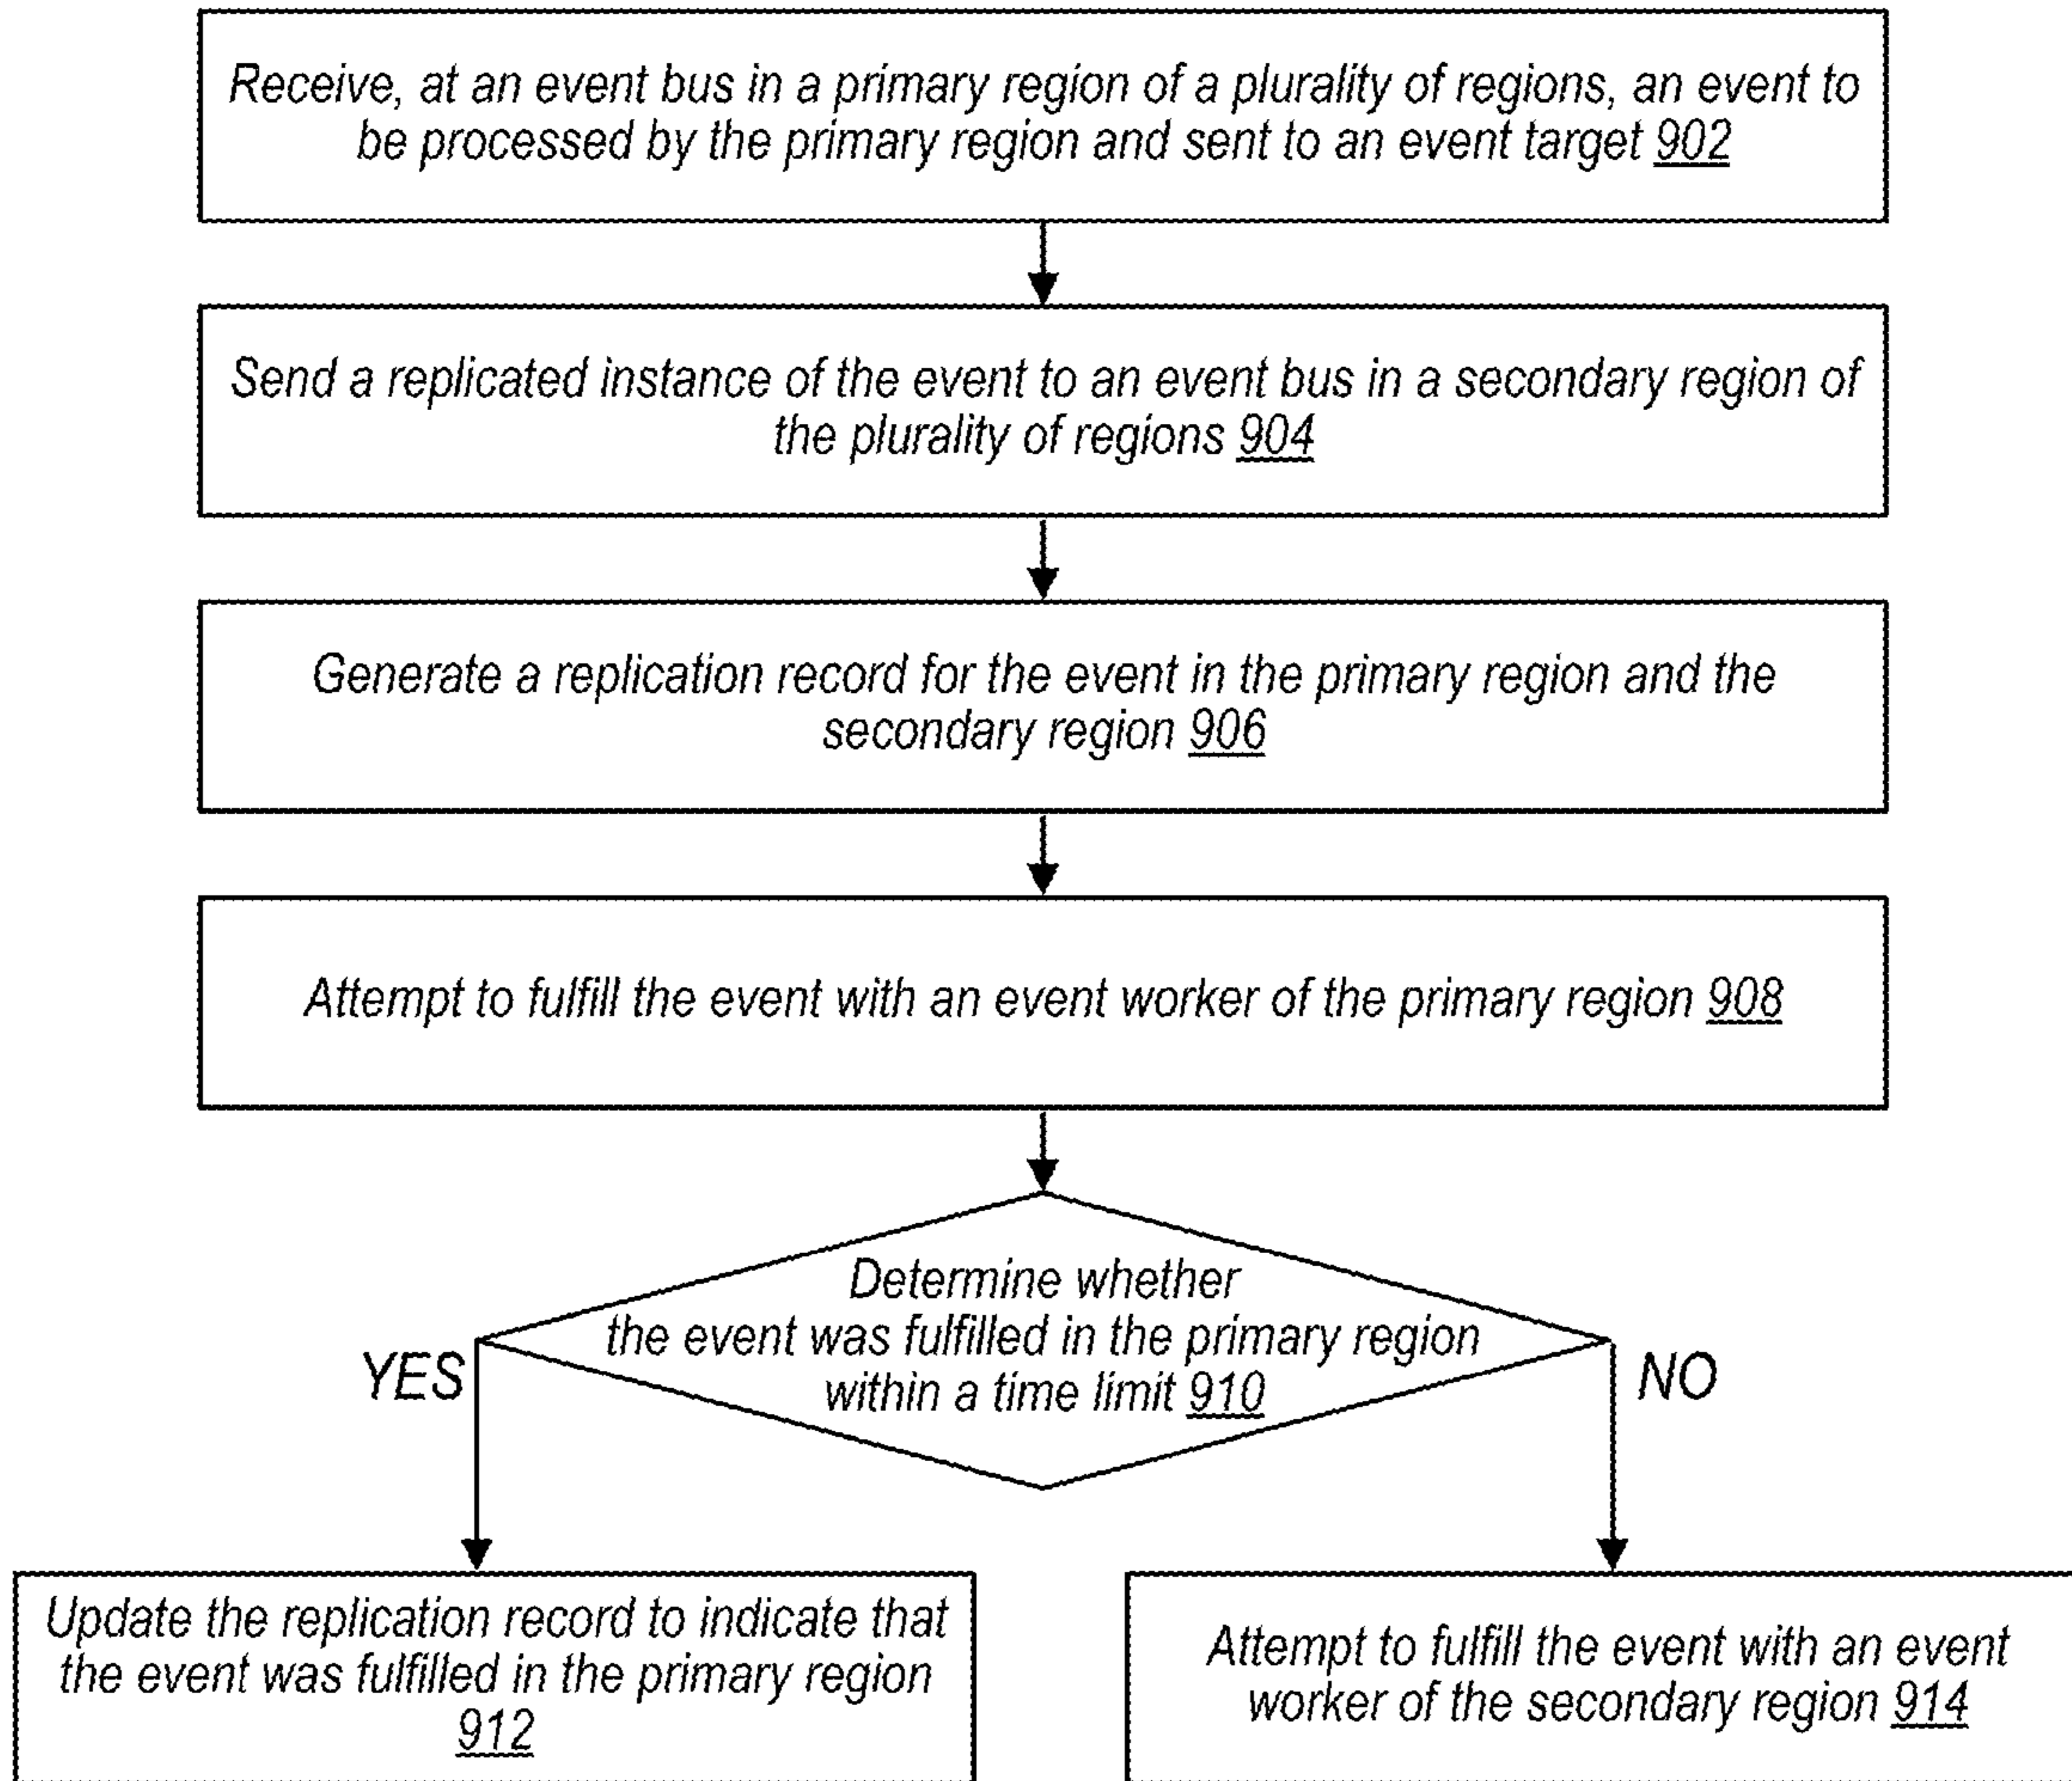 Receive, at an event bus in a primary region of a plurality of regions, an event to
be processed by the primary region and sent to an event target 902
Send a replicated instance of the event to an event bus in a secondary region of
the plurality of regions 904
Generate a replication record for the event in the primary region and the
secondary region 906
Attempt to fulfill the event with an event worker of the primary region 908
Determine whether
the event was fulfilled in the primary region
within a time limit 910
YES
NO
Update the replication record to indicate that
the event was fulfilled in the primary region
912
Attempt to fulfill the event with an event
worker of the secondary region 914